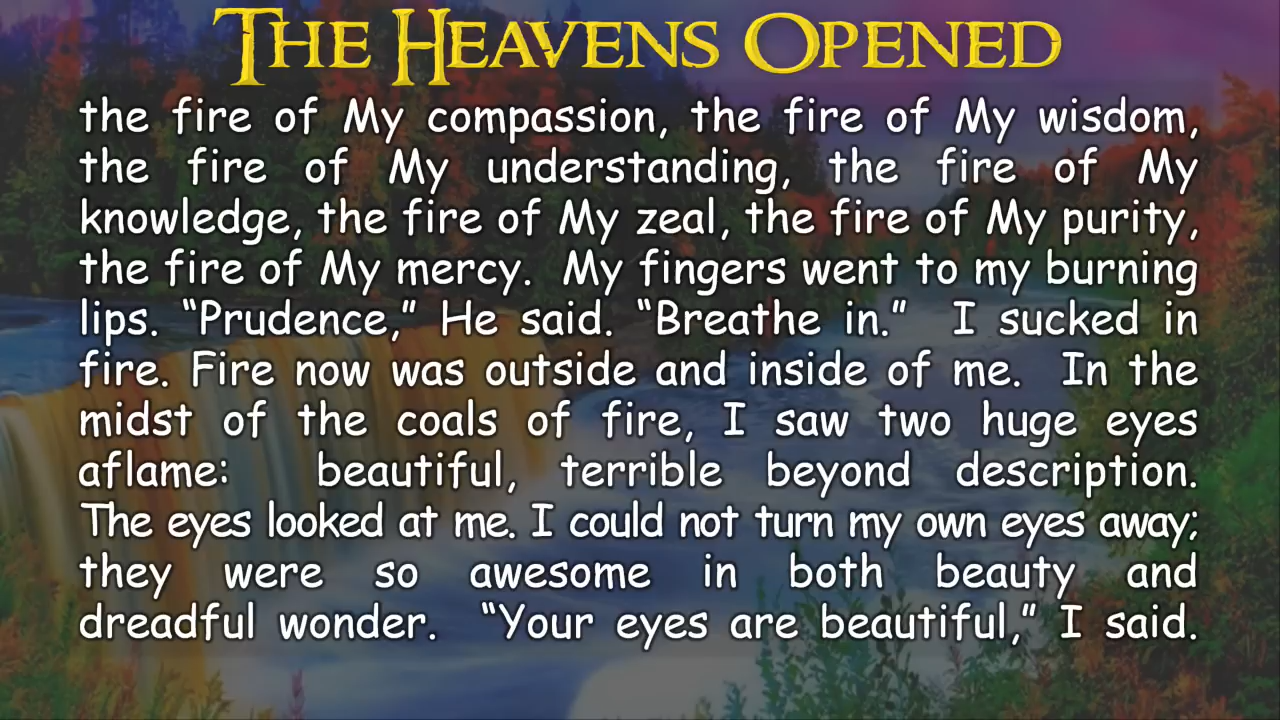 THE HEAVENS OPENED
the fire of My compassion, the fire of My wisdom,
the fire of My understanding, the fire of My
knowledge, the fire of My zeal, the fire of My purity,
the fire of My mercy. My fingers went to my burning
lips. “Prudence,” He said. “Breathe in.” I sucked in
fire. Fire now was outside and inside of me. In the
midst of the coals of fire, I saw two huge eyes
aflame: beautiful, terrible beyond description.
The eyes looked at me. I could not turn my own eyes away;
they were so awesome in both beauty and
dreadful wonder. “Your eyes are beautiful,” I said.